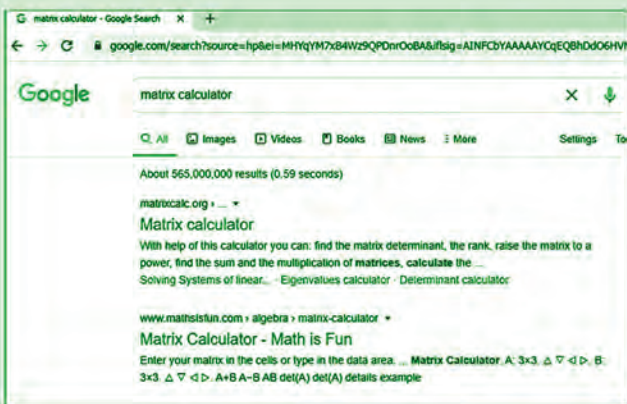 G matrix calculator - Google Search × +
← → C google.com/search?source=hp&ei=MHYqYM7xB4Wz9QPDnrOoBA&iflsig=AINFCbYAAAAAYCqEQBhDdO6HV
Google matrix calculator ×
All Images Videos Books News More Settings
About 565,000,000 results (0.59 seconds)
matrixcalc.org › ...
Matrix calculator
With help of this calculator you can: find the matrix determinant, the rank, raise the matrix to a
power, find the sum and the multiplication of matrices, calculate the ...
Solving Systems of linear... · Eigenvalues calculator · Determinant calculator
www.mathsisfun.com › algebra › matrix-calculator
Matrix Calculator - Math is Fun
Enter your matrix in the cells or type in the data area. ... Matrix Calculator. A: 3×3. △ ▽ ◁ ▷. B:
3×3. △ ▽ ◁ ▷. A+B A−B AB det(A) det(A) details example